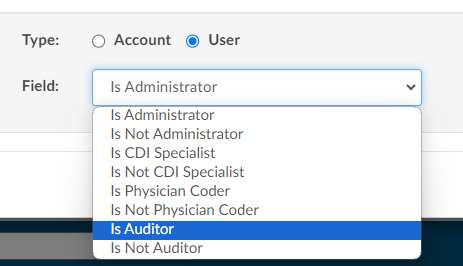 Type: Account User
Field: Is Administrator
Is Administrator
Is Not Administrator
Is CDI Specialist
Is Not CDI Specialist
Is Physician Coder
Is Not Physician Coder
Is Auditor
Is Not Auditor